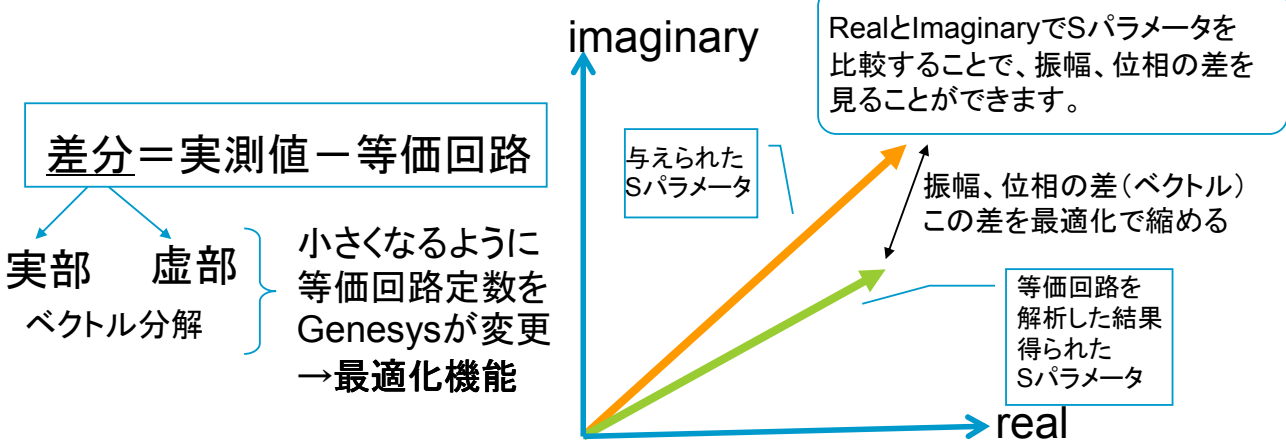 差分＝実測値－等価回路
実部
虚部
ベクトル分解
小さくなるように
等価回路定数を
Genesysが変更
→最適化機能
imaginary
RealとImaginaryでSパラメータを
比較することで、振幅、位相の差を
見ることができます。
与えられた
Sパラメータ
振幅、位相の差（ベクトル）
この差を最適化で縮める
等価回路を
解析した結果
得られた
Sパラメータ
real